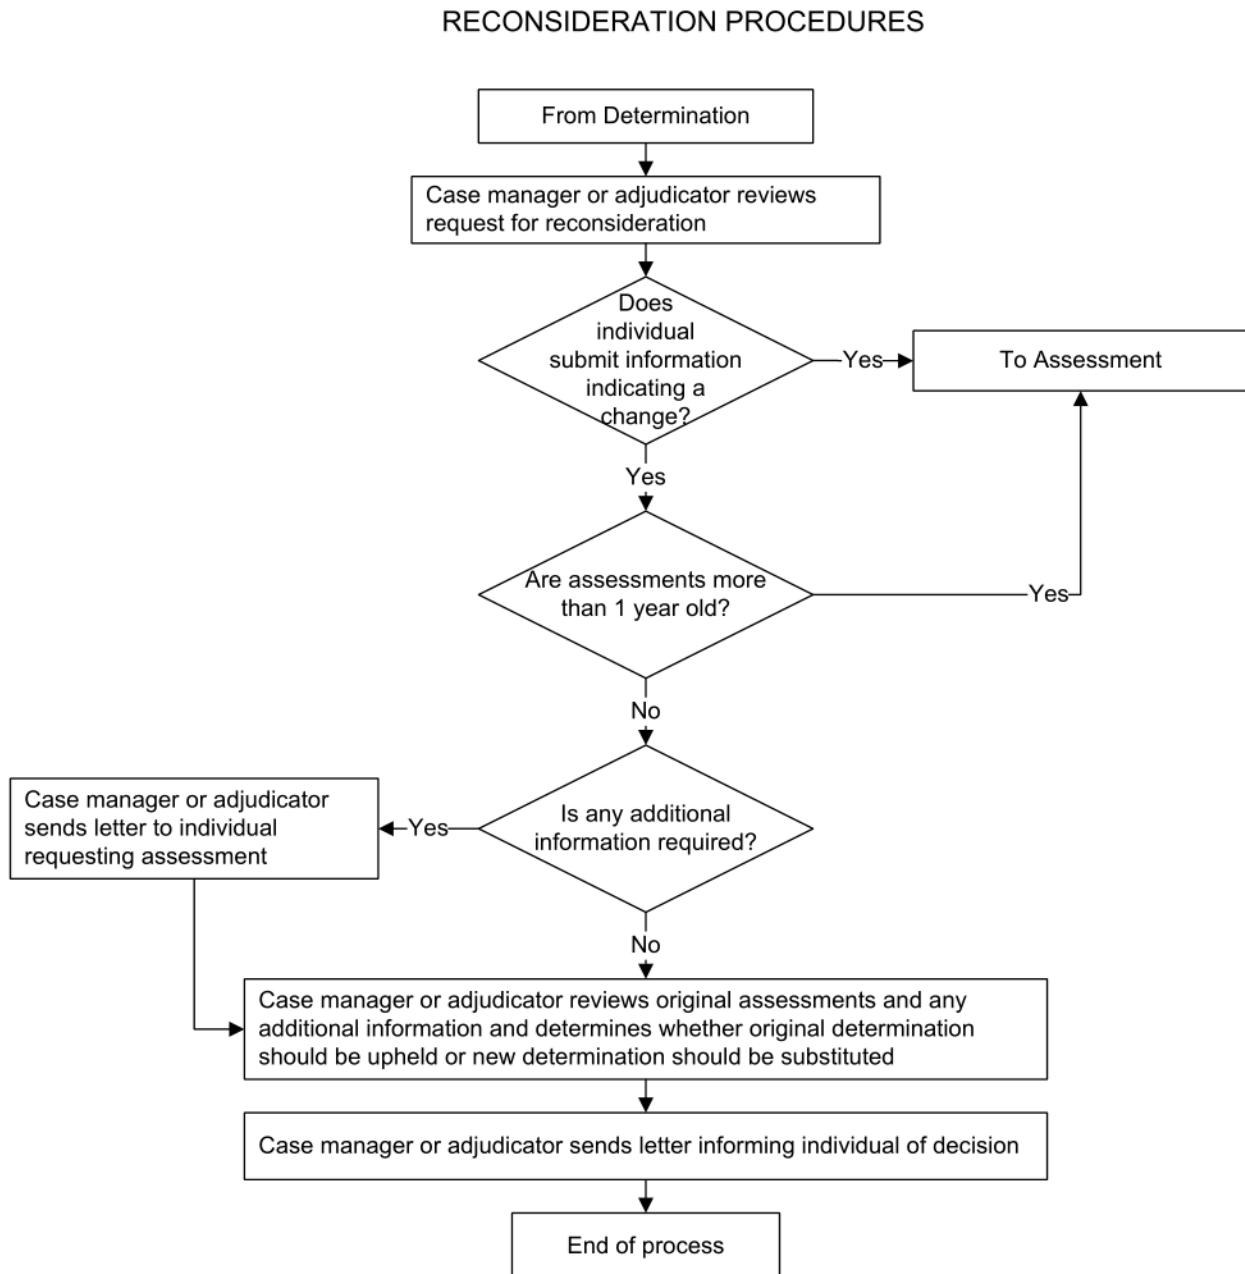 RECONSIDERATION PROCEDURES
From Determination
Case manager or adjudicator reviews
request for reconsideration
Does
individual
submit information
indicating a
change?
Yes
To Assessment
Yes
Are assessments more
than 1 year old?
Yes
No
Is any additional
information required?
Yes
Case manager or adjudicator
sends letter to individual
requesting assessment
No
Case manager or adjudicator reviews original assessments and any
additional information and determines whether original determination
should be upheld or new determination should be substituted
Case manager or adjudicator sends letter informing individual of decision
End of process